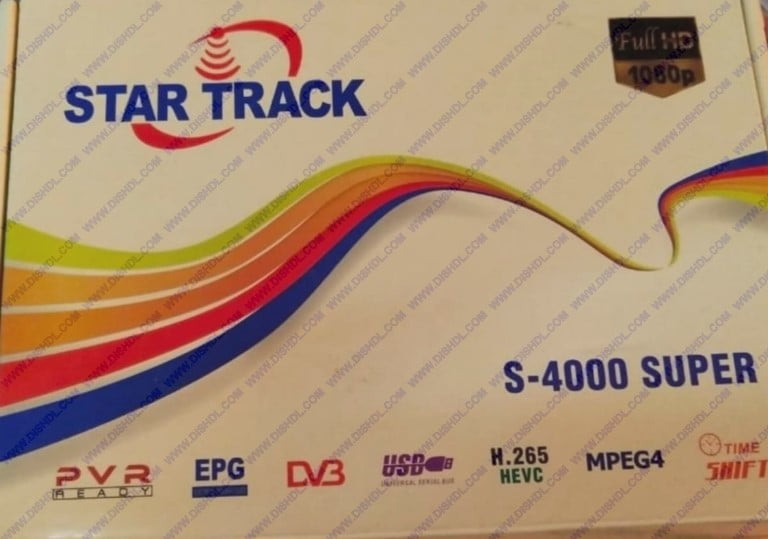 Full HD
1080p
STAR TRACK
S-4000 SUPER
PVR
READY
EPG
DVB
USB
UNIVERSAL SERIAL BUS
H.265
HEVC
MPEG4
TIME
SHIFT
WWW.DISHDL.COM